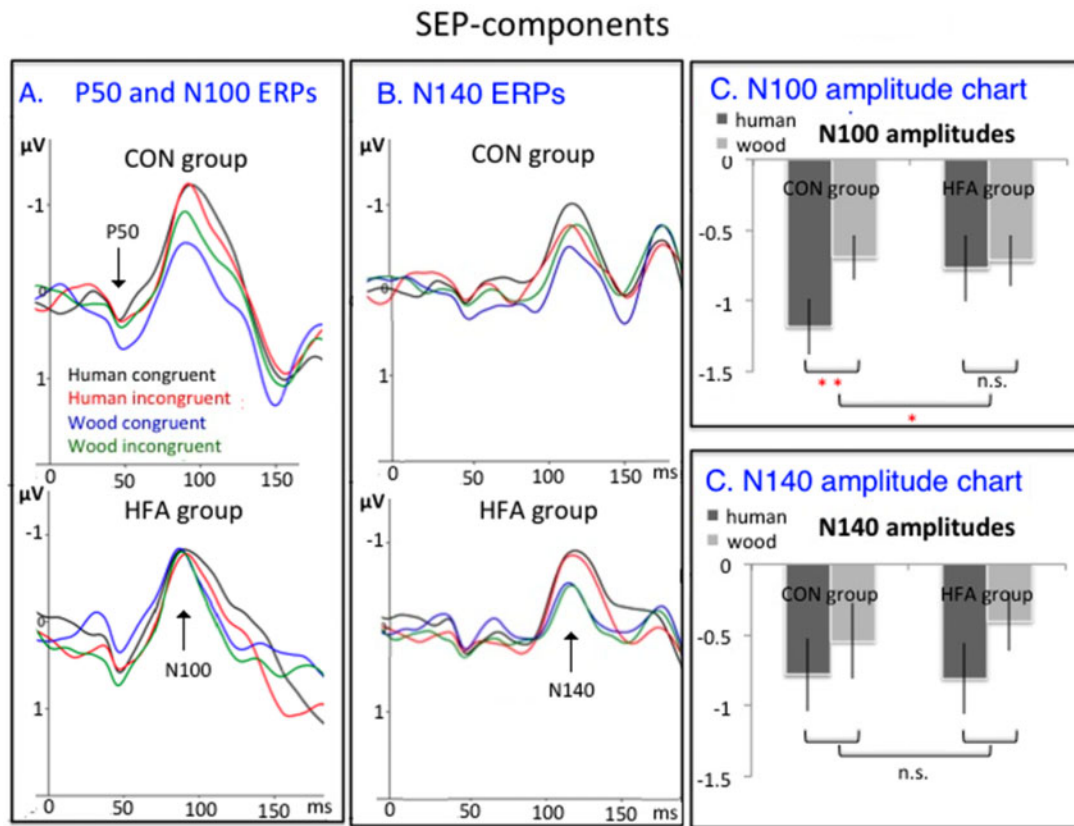 SEP-components
A. P50 and N100 ERPs
µV
CON group
-1
P50
0
1
Human congruent
Human incongruent
Wood congruent
Wood incongruent
0 50 100 150
µV
HFA group
-1
0
N100
1
0 50 100 150 ms
B. N140 ERPs
µV
CON group
-1
0
1
0 50 100 150 ms
µV
HFA group
-1
0
N140
1
0 50 100 150 ms
C. N100 amplitude chart
human
wood
N100 amplitudes
0
CON group HFA group
-0.5
-1
-1.5
** n.s.
*
C. N140 amplitude chart
human
wood
N140 amplitudes
0
CON group HFA group
-0.5
-1
n.s.
-1.5